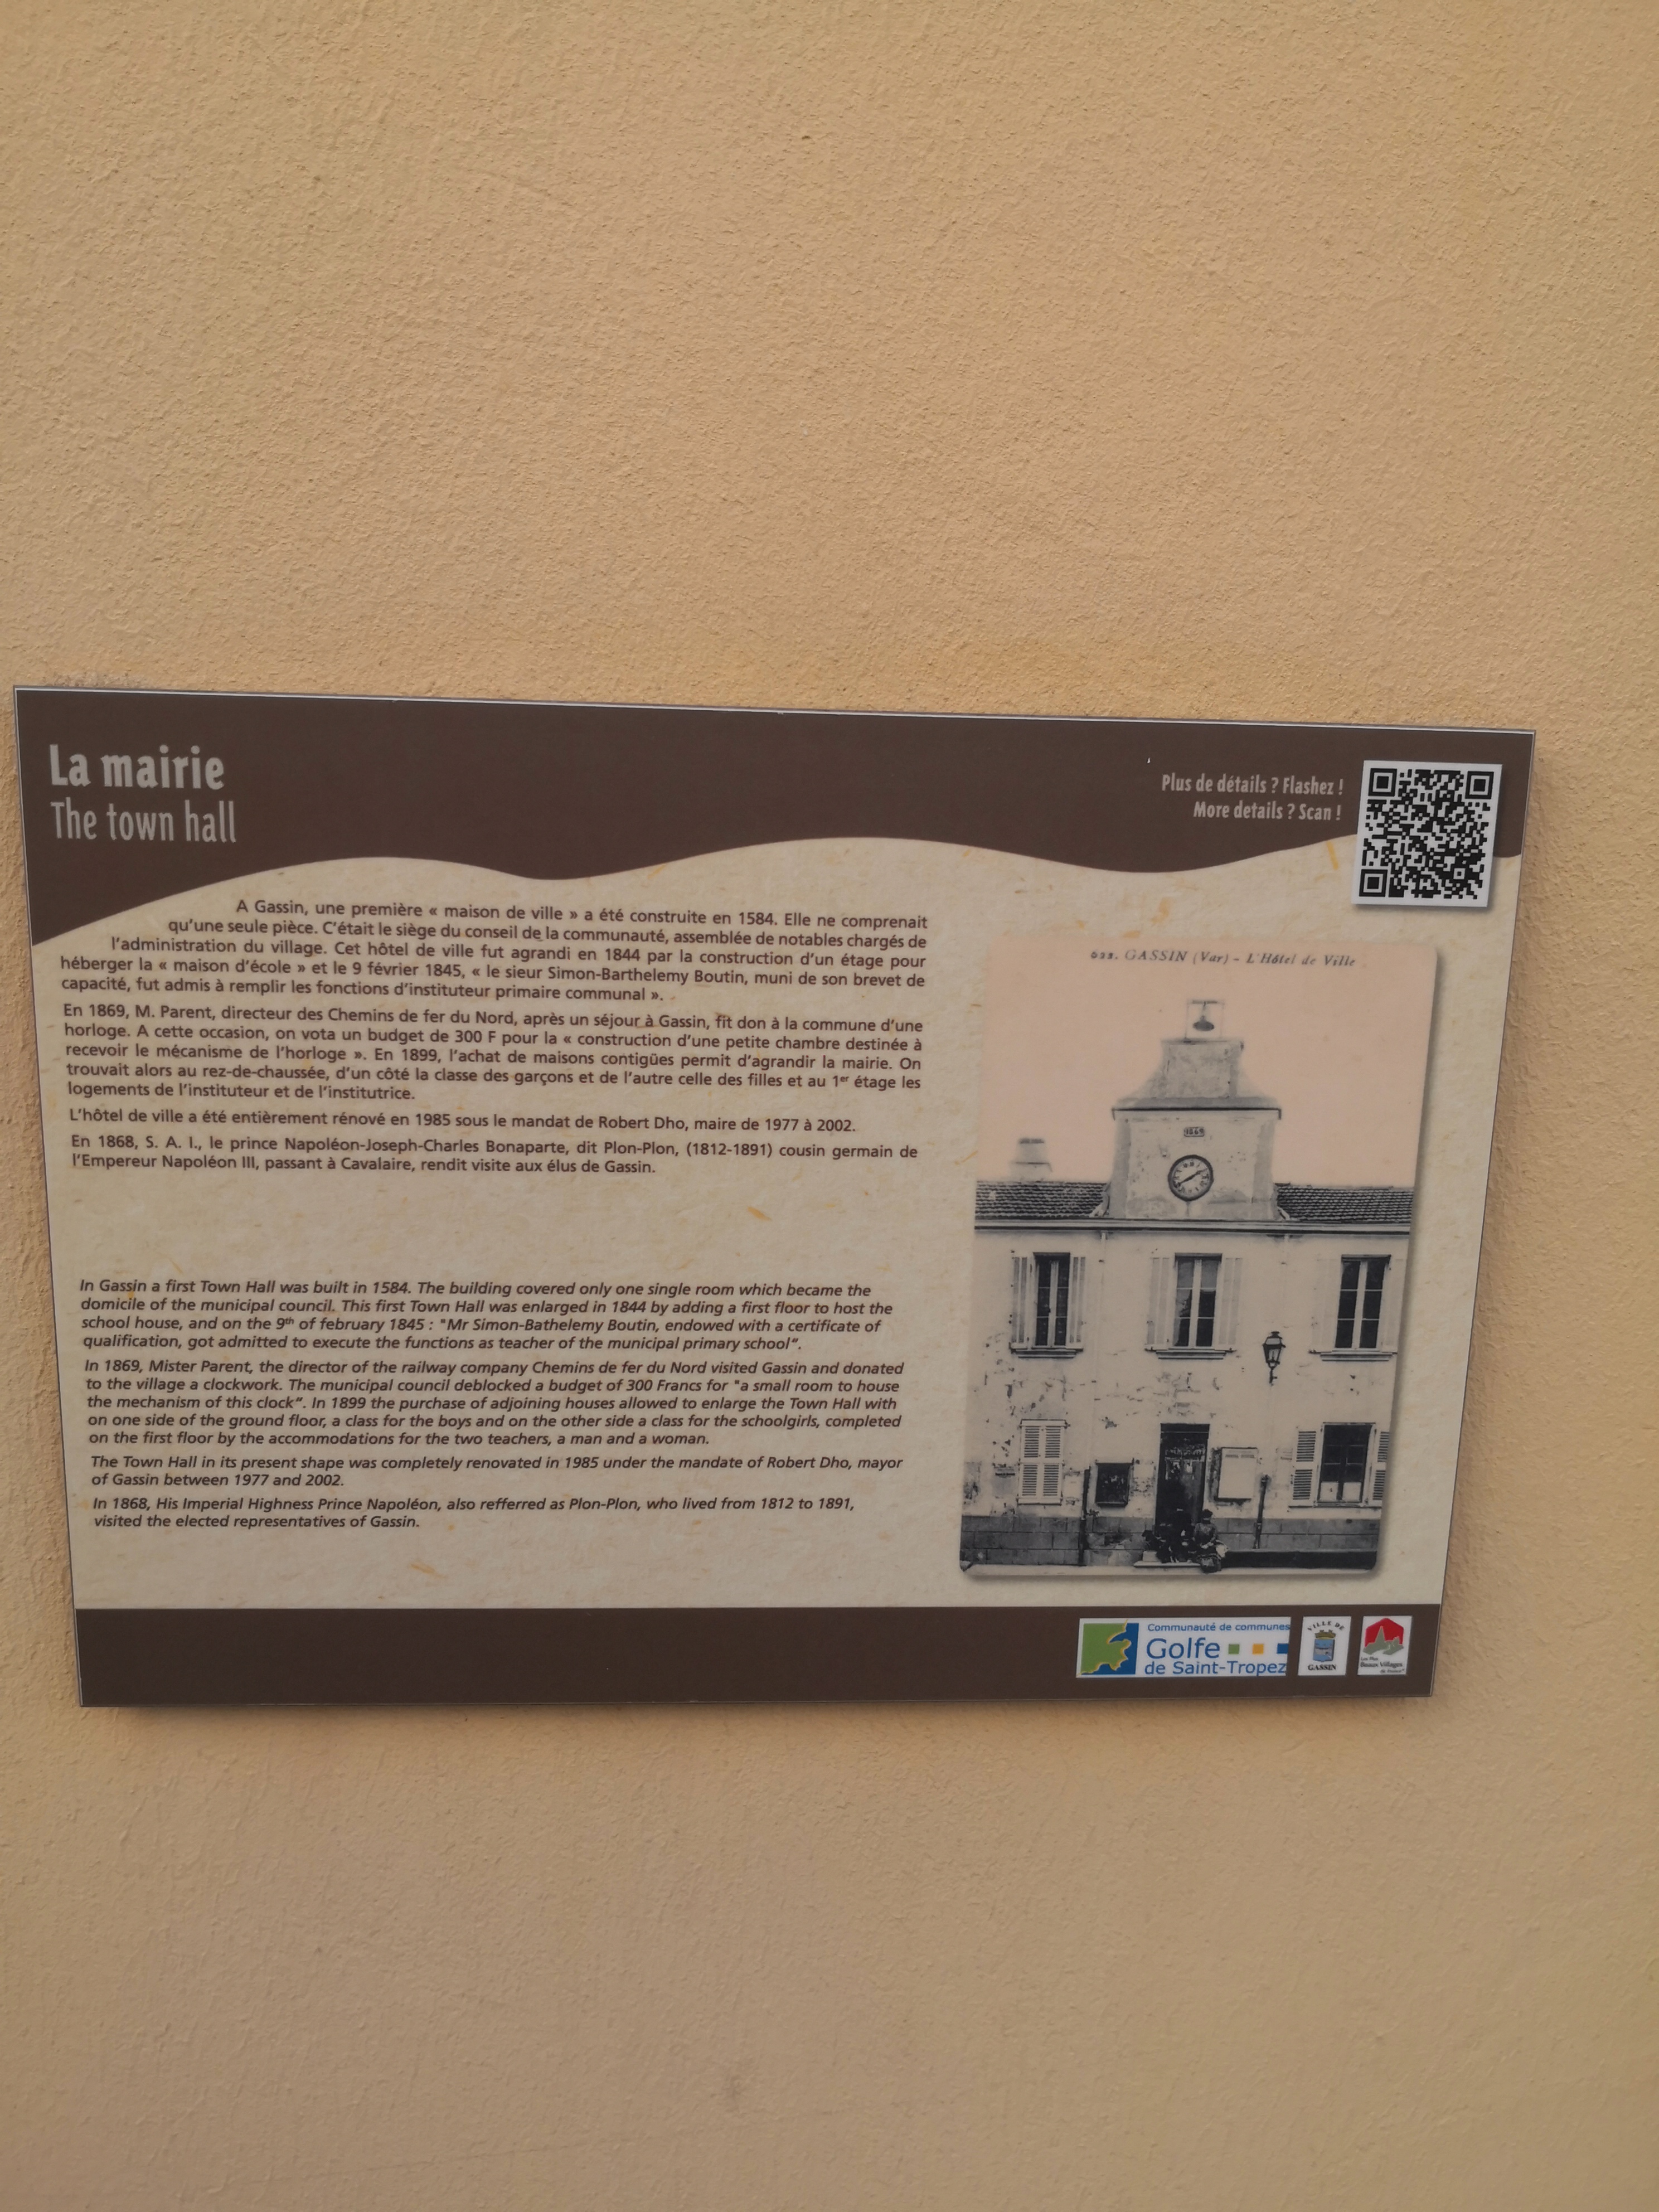 La mairie
The town hall
Plus de détails ? Flashez !
More details ? Scan !
A Gassin, une première « maison de ville » a été construite en 1584. Elle ne comprenait
qu'une seule pièce. C'était le siège du conseil de la communauté, assemblée de notables chargés de
l'administration du village. Cet hôtel de ville fut agrandi en 1844 par la construction d'un étage pour
héberger la « maison d'école » et le 9 février 1845, « le sieur Simon-Barthelemy Boutin, muni de son brevet de
capacité, fut admis à remplir les fonctions d'instituteur primaire communal ».
En 1869, M. Parent, directeur des Chemins de fer du Nord, après un séjour à Gassin, fit don à la commune d'une
horloge. A cette occasion, on vota un budget de 300 F pour la « construction d'une petite chambre destinée à
recevoir le mécanisme de l'horloge ». En 1899, l'achat de maisons contigües permit d'agrandir la mairie. On
trouvait alors au rez-de-chaussée, d'un côté la classe des garçons et de l'autre celle des filles et au 1er étage les
logements de l'instituteur et de l'institutrice.
L'hôtel de ville a été entièrement rénové en 1985 sous le mandat de Robert Dho, maire de 1977 à 2002.
En 1868, S. A. I., le prince Napoléon-Joseph-Charles Bonaparte, dit Plon-Plon, (1812-1891) cousin germain de
l'Empereur Napoléon III, passant à Cavalaire, rendit visite aux élus de Gassin.
In Gassin a first Town Hall was built in 1584. The building covered only one single room which became the
domicile of the municipal council. This first Town Hall was enlarged in 1844 by adding a first floor to host the
school house, and on the 9th of february 1845 : "Mr Simon-Bathelemy Boutin, endowed with a certificate of
qualification, got admitted to execute the functions as teacher of the municipal primary school".
In 1869, Mister Parent, the director of the railway company Chemins de fer du Nord visited Gassin and donated
to the village a clockwork. The municipal council deblocked a budget of 300 Francs for "a small room to house
the mechanism of this clock". In 1899 the purchase of adjoining houses allowed to enlarge the Town Hall with
on one side of the ground floor, a class for the boys and on the other side a class for the schoolgirls, completed
on the first floor by the accommodations for the two teachers, a man and a woman.
The Town Hall in its present shape was completely renovated in 1985 under the mandate of Robert Dho, mayor
of Gassin between 1977 and 2002.
In 1868, His Imperial Highness Prince Napoléon, also refferred as Plon-Plon, who lived from 1812 to 1891,
visited the elected representatives of Gassin.
GASSIN (Var) - L'Hôtel de Ville
1869
Communauté de communes
Golfe
de Saint-Tropez
VILLE DE
GASSIN
Les Plus
Beaux Villages
de France